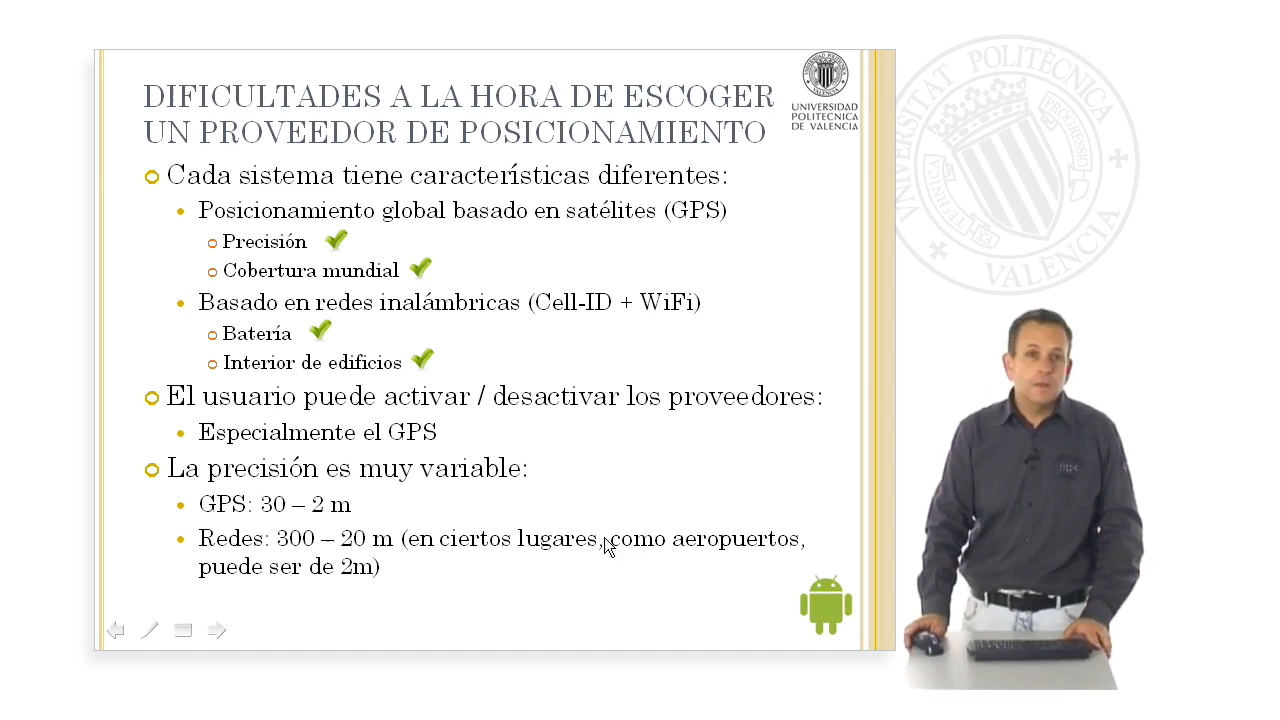 DIFICULTADES A LA HORA DE ESCOGER
UN PROVEEDOR DE POSICIONAMIENTO
UNIVERSIDAD
POLITECNICA
DE VALENCIA
Cada sistema tiene características diferentes:
Posicionamiento global basado en satélites (GPS)
Precisión
Cobertura mundial
Basado en redes inalámbricas (Cell-ID + WiFi)
Batería
Interior de edificios
El usuario puede activar / desactivar los proveedores:
Especialmente el GPS
La precisión es muy variable:
GPS: 30 – 2 m
Redes: 300 – 20 m (en ciertos lugares, como aeropuertos,
puede ser de 2m)
POLITÈCNICA
VALÈNCIA